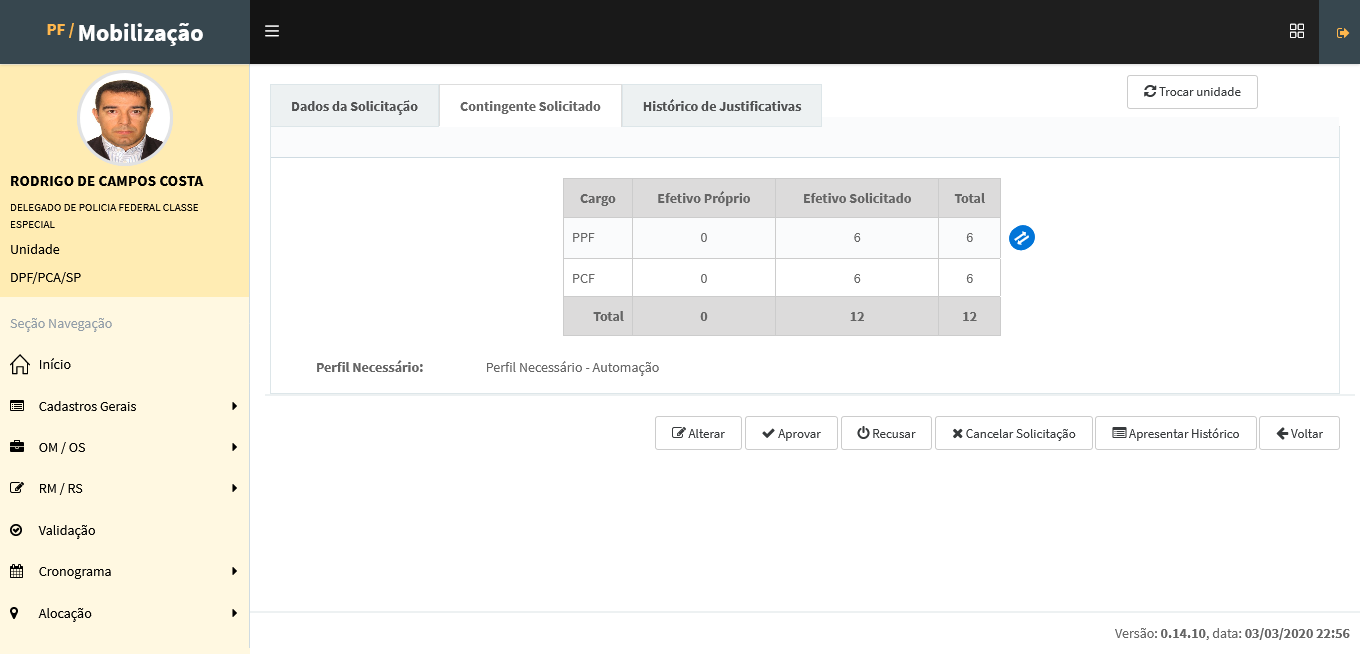 PF / Mobilização
Trocar unidade
Dados da Solicitação
Contingente Solicitado
Histórico de Justificativas
RODRIGO DE CAMPOS COSTA
DELEGADO DE POLICIA FEDERAL CLASSE
ESPECIAL
Unidade
DPF/PCA/SP
Seção Navegação
Início
Cadastros Gerais
OM / OS
RM / RS
Validação
Cronograma
Alocação
Cargo Efetivo Próprio Efetivo Solicitado Total
PPF 0 6 6
PCF 0 6 6
Total 0 12 12
Perfil Necessário: Perfil Necessário - Automação
Alterar Aprovar Recusar Cancelar Solicitação Apresentar Histórico Voltar
Versão: 0.14.10, data: 03/03/2020 22:56